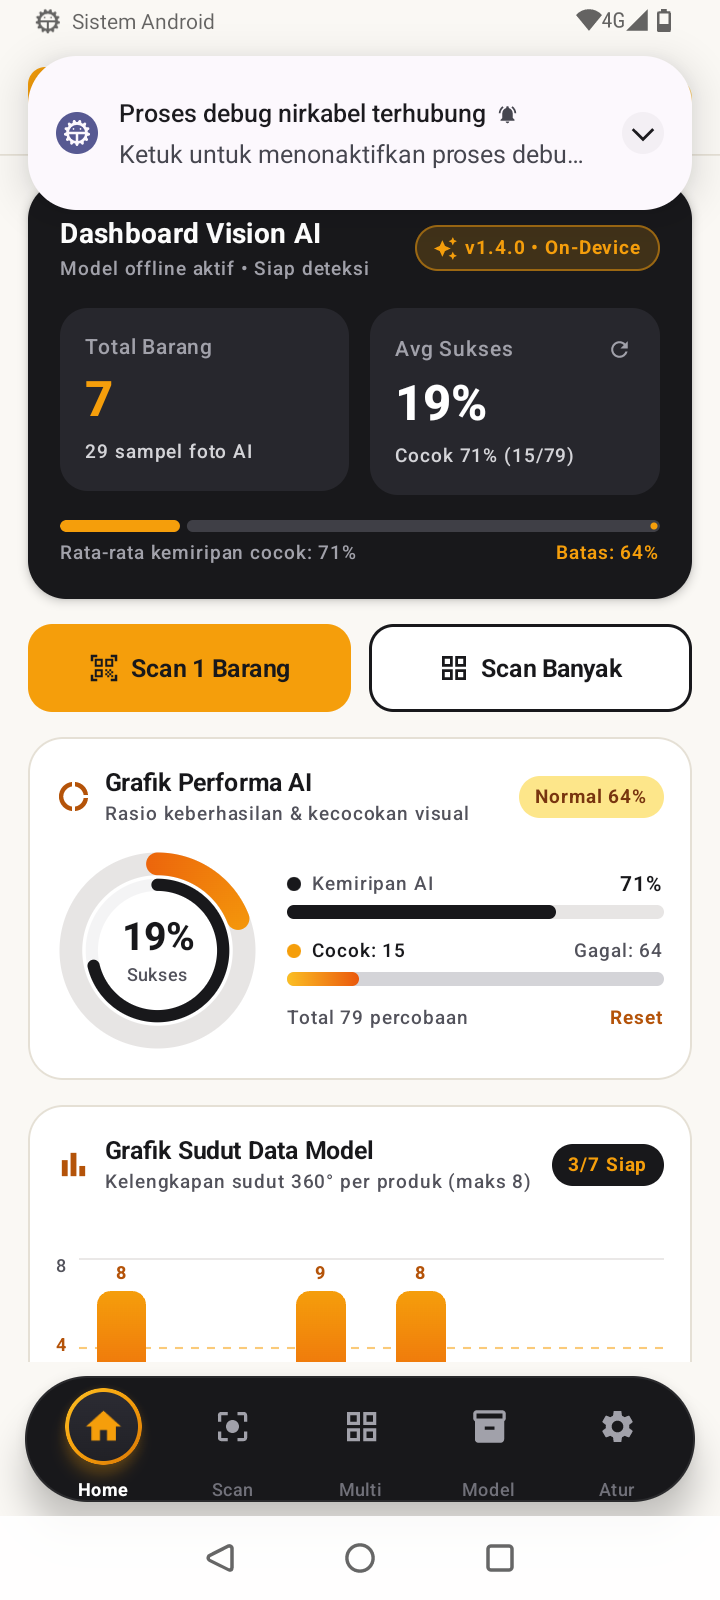 Sistem Android
4G
Proses debug nirkabel terhubung
Ketuk untuk menonaktifkan proses debu...
Dashboard Vision AI
Model offline aktif • Siap deteksi
v1.4.0 • On-Device
Total Barang
7
29 sampel foto AI
Avg Sukses
19%
Cocok 71% (15/79)
Rata-rata kemiripan cocok: 71%
Batas: 64%
Scan 1 Barang
Scan Banyak
Grafik Performa AI
Rasio keberhasilan & kecocokan visual
Normal 64%
19%
Sukses
Kemiripan AI
71%
Cocok: 15
Gagal: 64
Total 79 percobaan
Reset
Grafik Sudut Data Model
Kelengkapan sudut 360° per produk (maks 8)
3/7 Siap
8
8
9
8
4
Home
Scan
Multi
Model
Atur